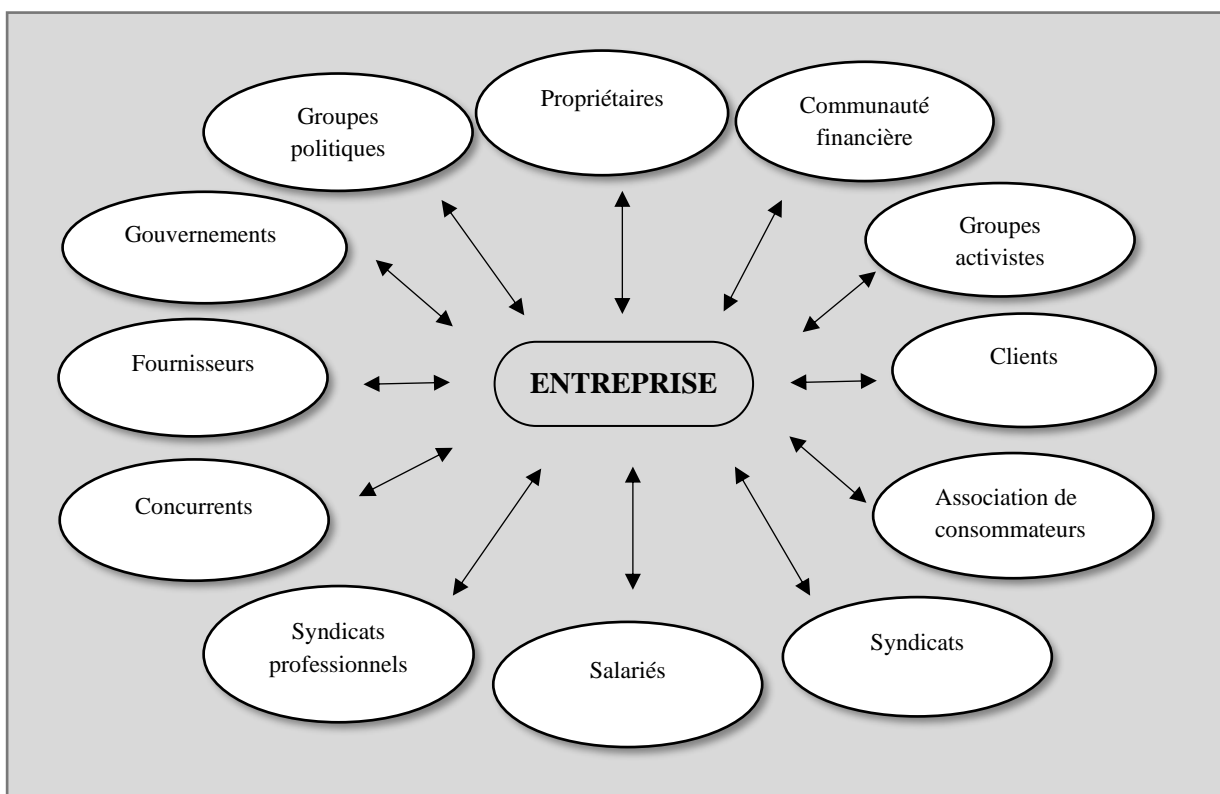 Propriétaires
Communauté
financière
Groupes
politiques
Gouvernements
Groupes
activistes
Fournisseurs
ENTREPRISE
Clients
Concurrents
Association de
consommateurs
Syndicats
professionnels
Salariés
Syndicats